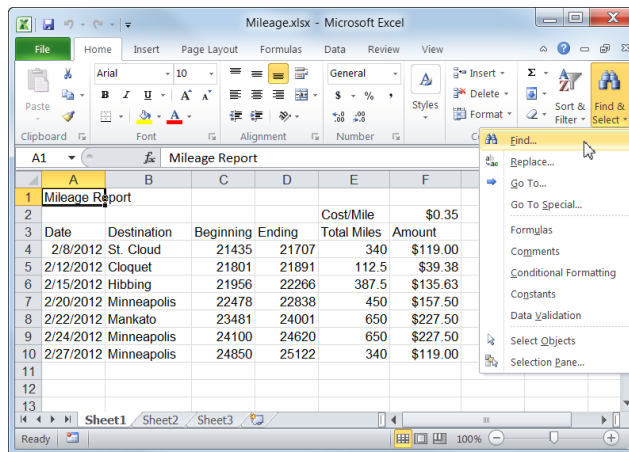 Mileage.xlsx - Microsoft Excel
File Home Insert Page Layout Formulas Data Review View
Paste
Clipboard
Arial 10
B I U A A
A
Font
Alignment
General
$ % ,
.0 .00 .00 .0
Number
A
Styles
Insert
Delete
Format
Σ
Sort & Filter
Find & Select
A1 fx Mileage Report
A B C D E F
1 Mileage Report
2 Cost/Mile $0.35
3 Date Destination Beginning Ending Total Miles Amount
4 2/8/2012 St. Cloud 21435 21707 340 $119.00
5 2/12/2012 Cloquet 21801 21891 112.5 $39.38
6 2/15/2012 Hibbing 21956 22266 387.5 $135.63
7 2/20/2012 Minneapolis 22478 22838 450 $157.50
8 2/22/2012 Mankato 23481 24001 650 $227.50
9 2/24/2012 Minneapolis 24100 24620 650 $227.50
10 2/27/2012 Minneapolis 24850 25122 340 $119.00
11
12
13
Find...
Replace...
Go To...
Go To Special...
Formulas
Comments
Conditional Formatting
Constants
Data Validation
Select Objects
Selection Pane...
Sheet1 Sheet2 Sheet3
Ready 100%